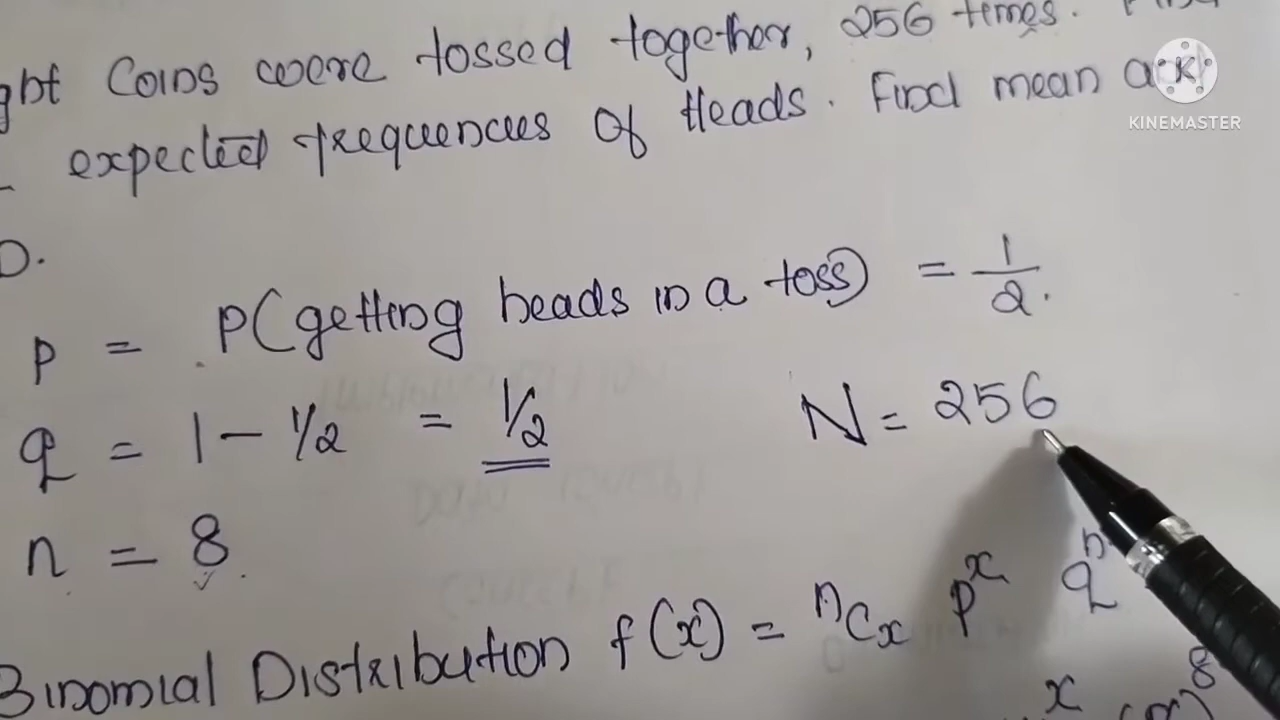 Coins were tossed together, 256 times.
expected frequencies of Heads. Find mean and
KINEMASTER
D.
p = P(getting heads in a toss) = 1/2.
q = 1 - 1/2 = 1/2 N = 256
n = 8
Binomial Distribution f(x) = nCx p^x q^n
x 8